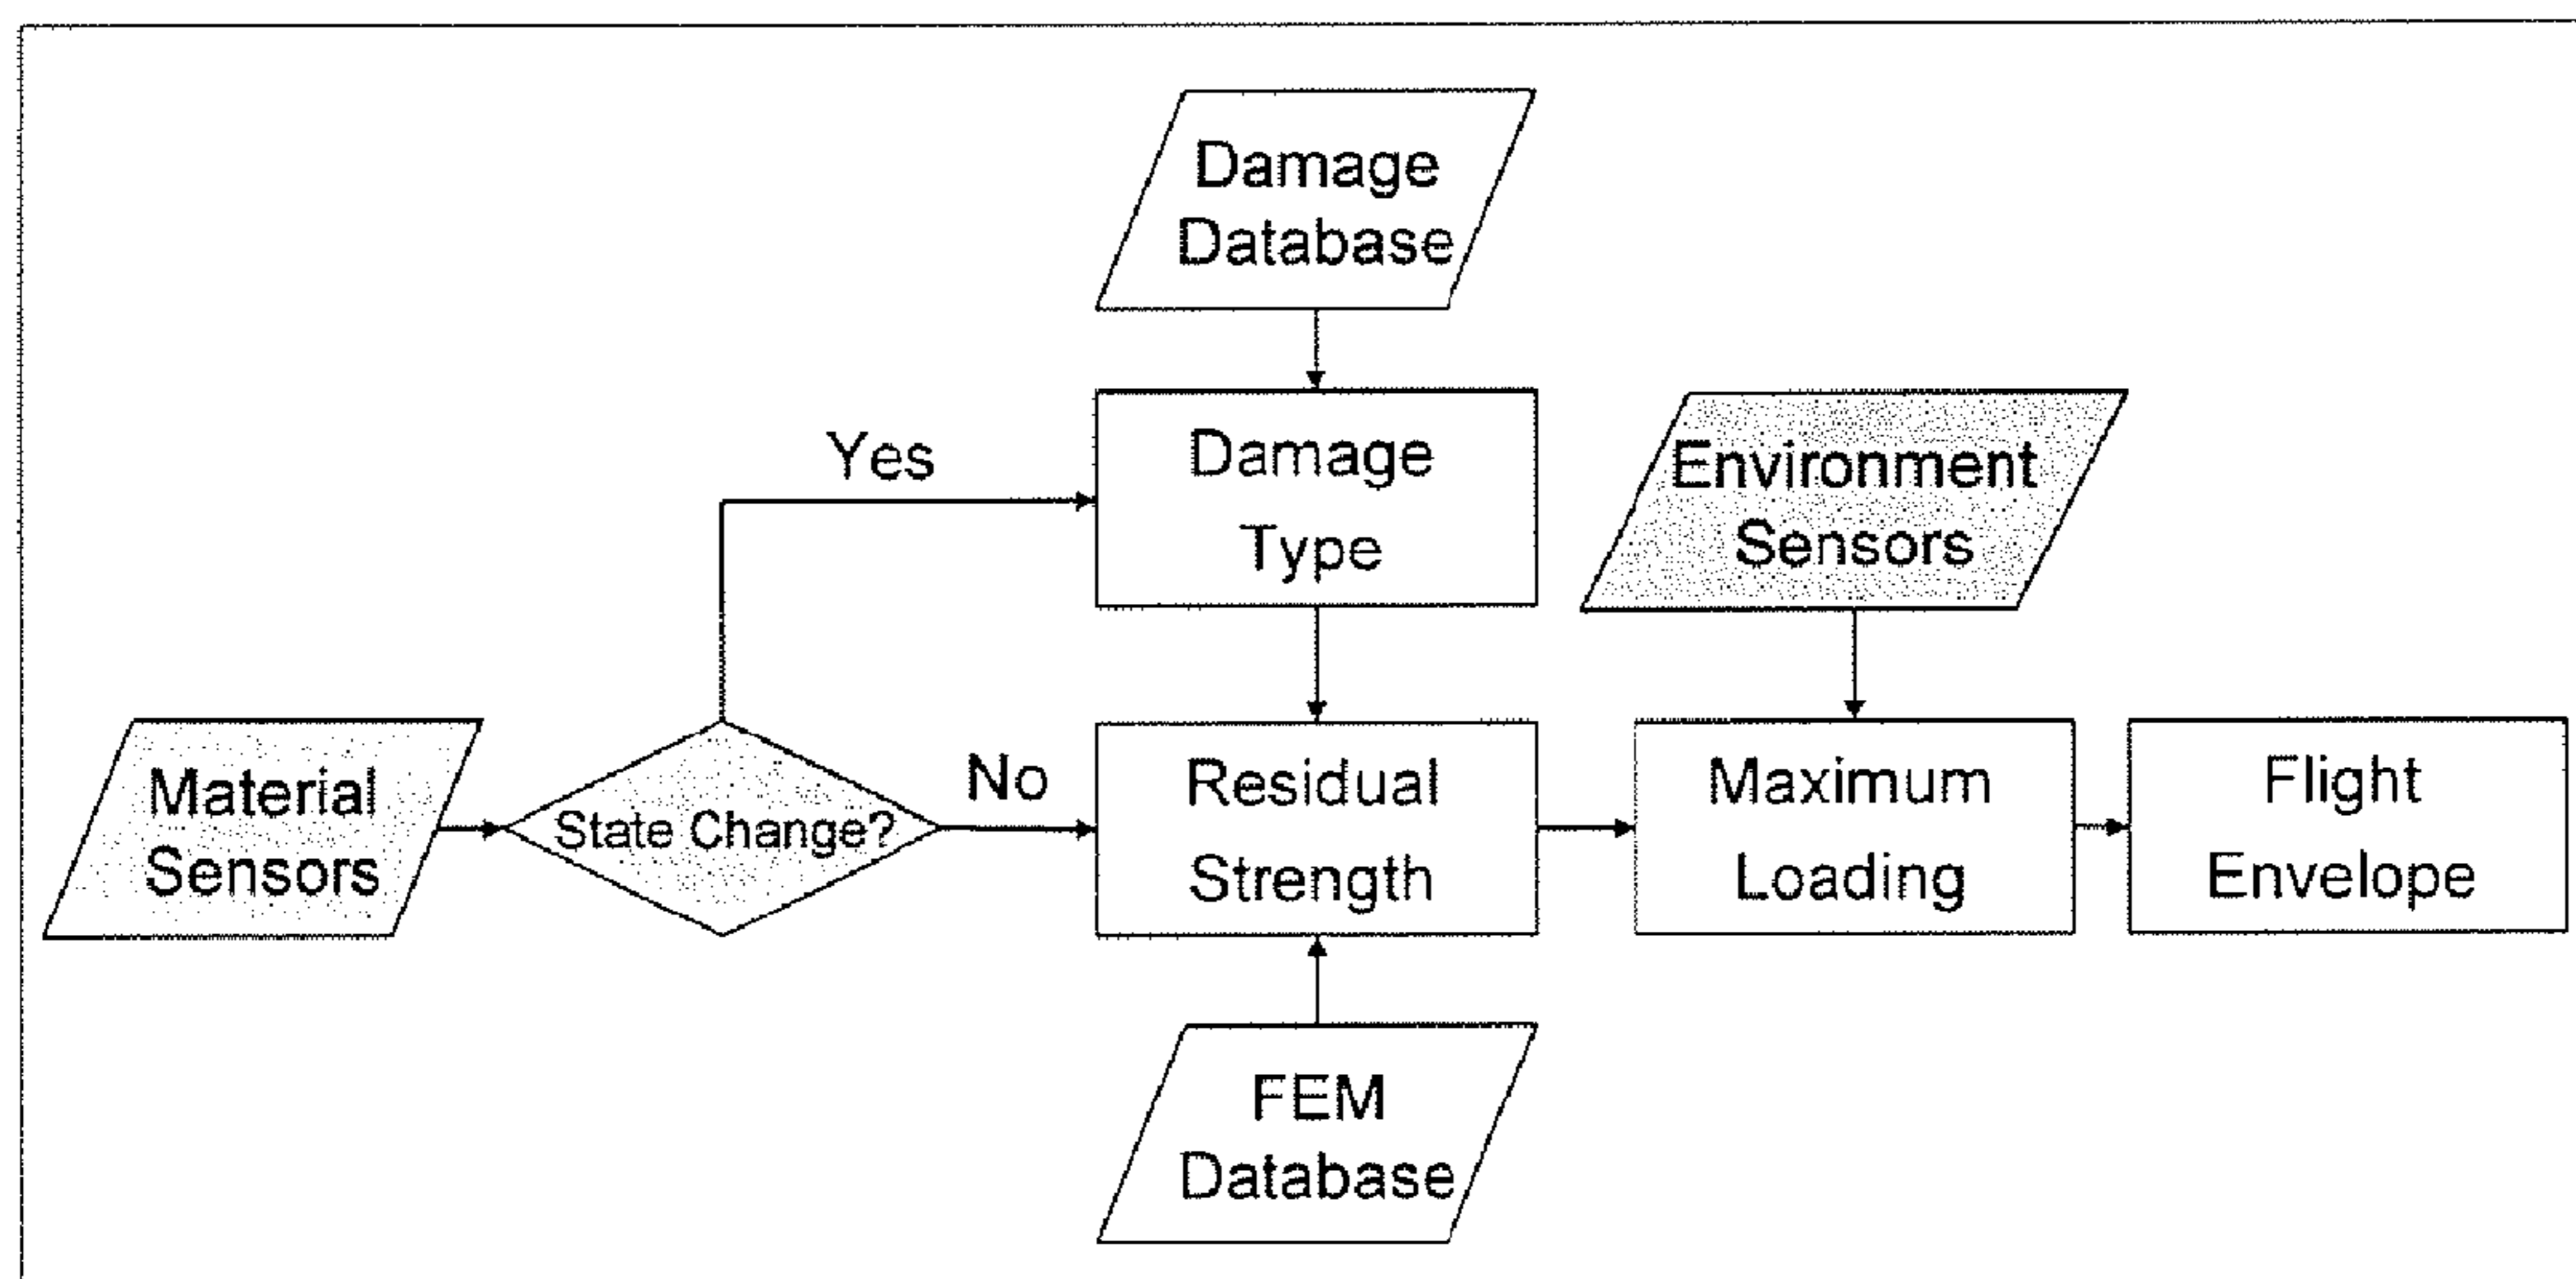 Damage
Database
Yes
Damage
Type
Environment
Sensors
Material
Sensors
State Change?
No
Residual
Strength
Maximum
Loading
Flight
Envelope
FEM
Database